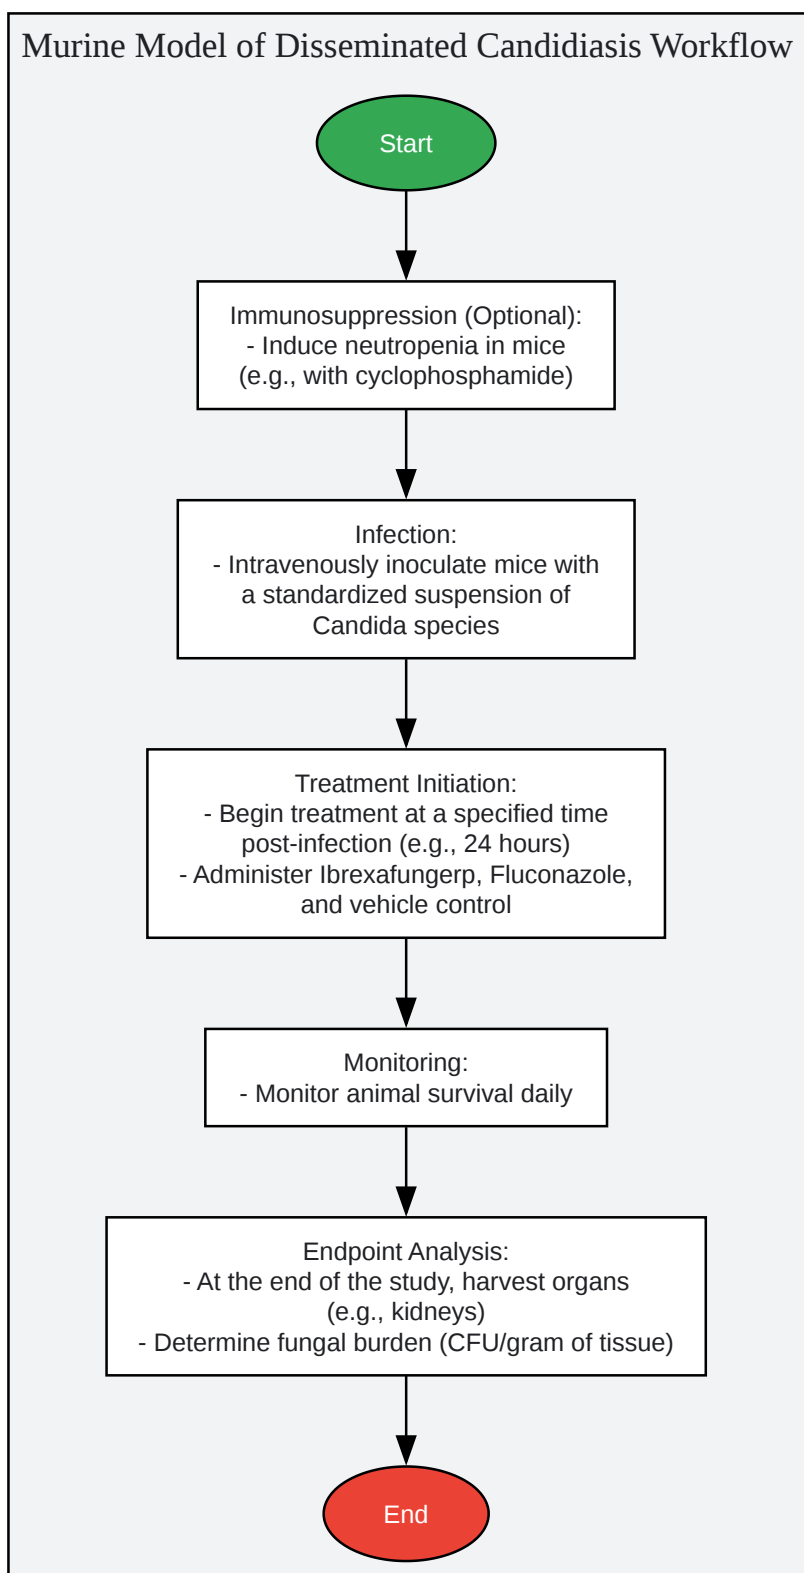 Murine Model of Disseminated Candidiasis Workflow
Start
Immunosuppression (Optional):
- Induce neutropenia in mice
(e.g., with cyclophosphamide)
Infection:
- Intravenously inoculate mice with
a standardized suspension of
Candida species
Treatment Initiation:
- Begin treatment at a specified time
post-infection (e.g., 24 hours)
- Administer Ibrexafungerp, Fluconazole,
and vehicle control
Monitoring:
- Monitor animal survival daily
Endpoint Analysis:
- At the end of the study, harvest organs
(e.g., kidneys)
- Determine fungal burden (CFU/gram of tissue)
End